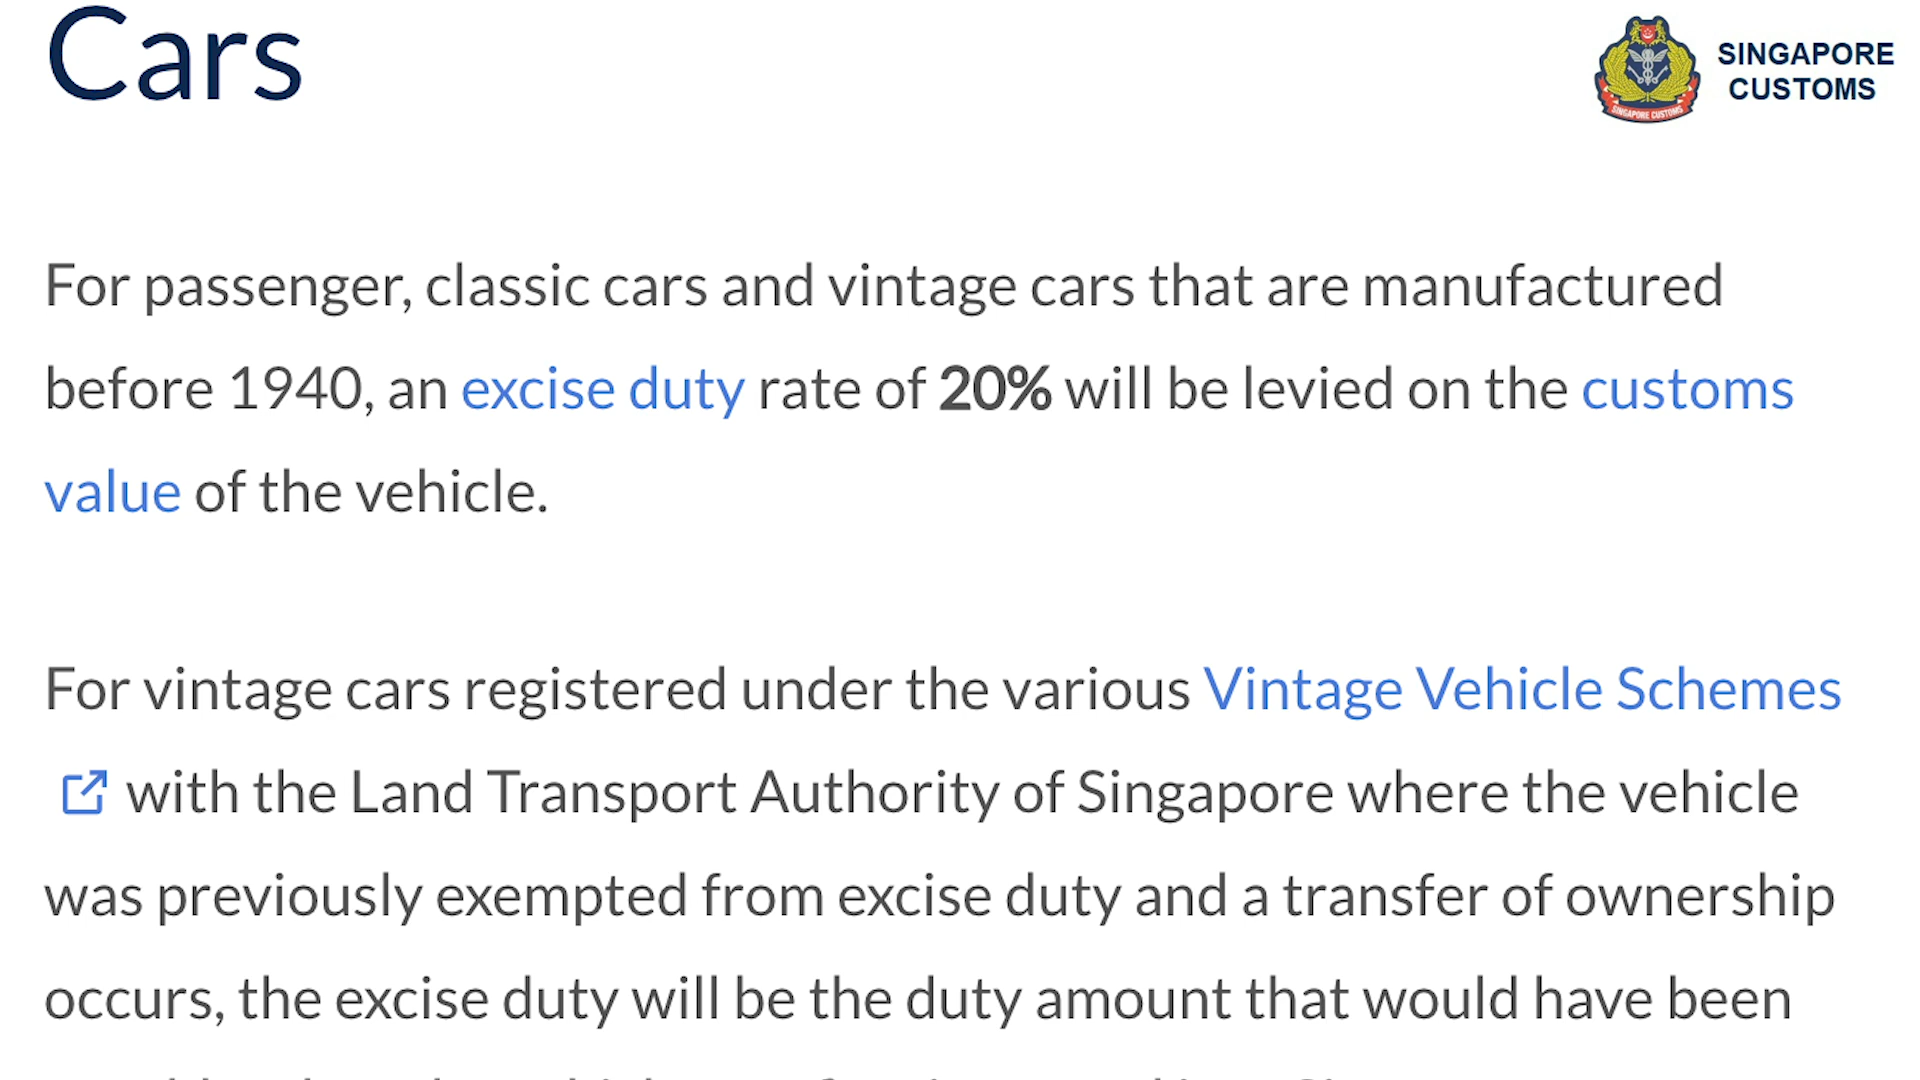 Cars
SINGAPORE
CUSTOMS
SINGAPORE CUSTOMS
For passenger, classic cars and vintage cars that are manufactured
before 1940, an excise duty rate of 20% will be levied on the customs
value of the vehicle.
For vintage cars registered under the various Vintage Vehicle Schemes
with the Land Transport Authority of Singapore where the vehicle
was previously exempted from excise duty and a transfer of ownership
occurs, the excise duty will be the duty amount that would have been